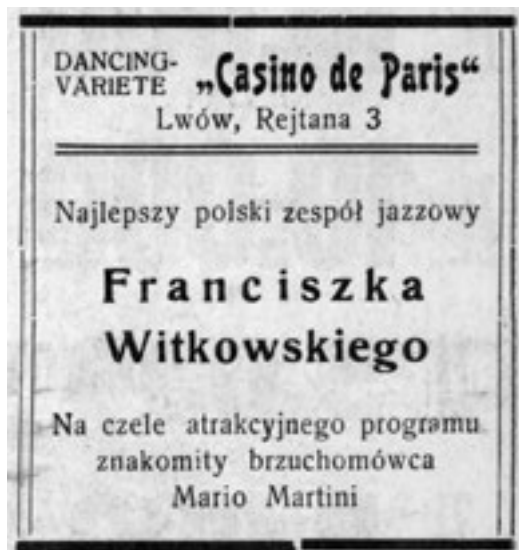 DANCING-
VARIETE „Casino de Paris“
Lwów, Rejtana 3
Najlepszy polski zespół jazzowy
Franciszka
Witkowskiego
Na czele atrakcyjnego programu
znakomity brzuchomówca
Mario Martini